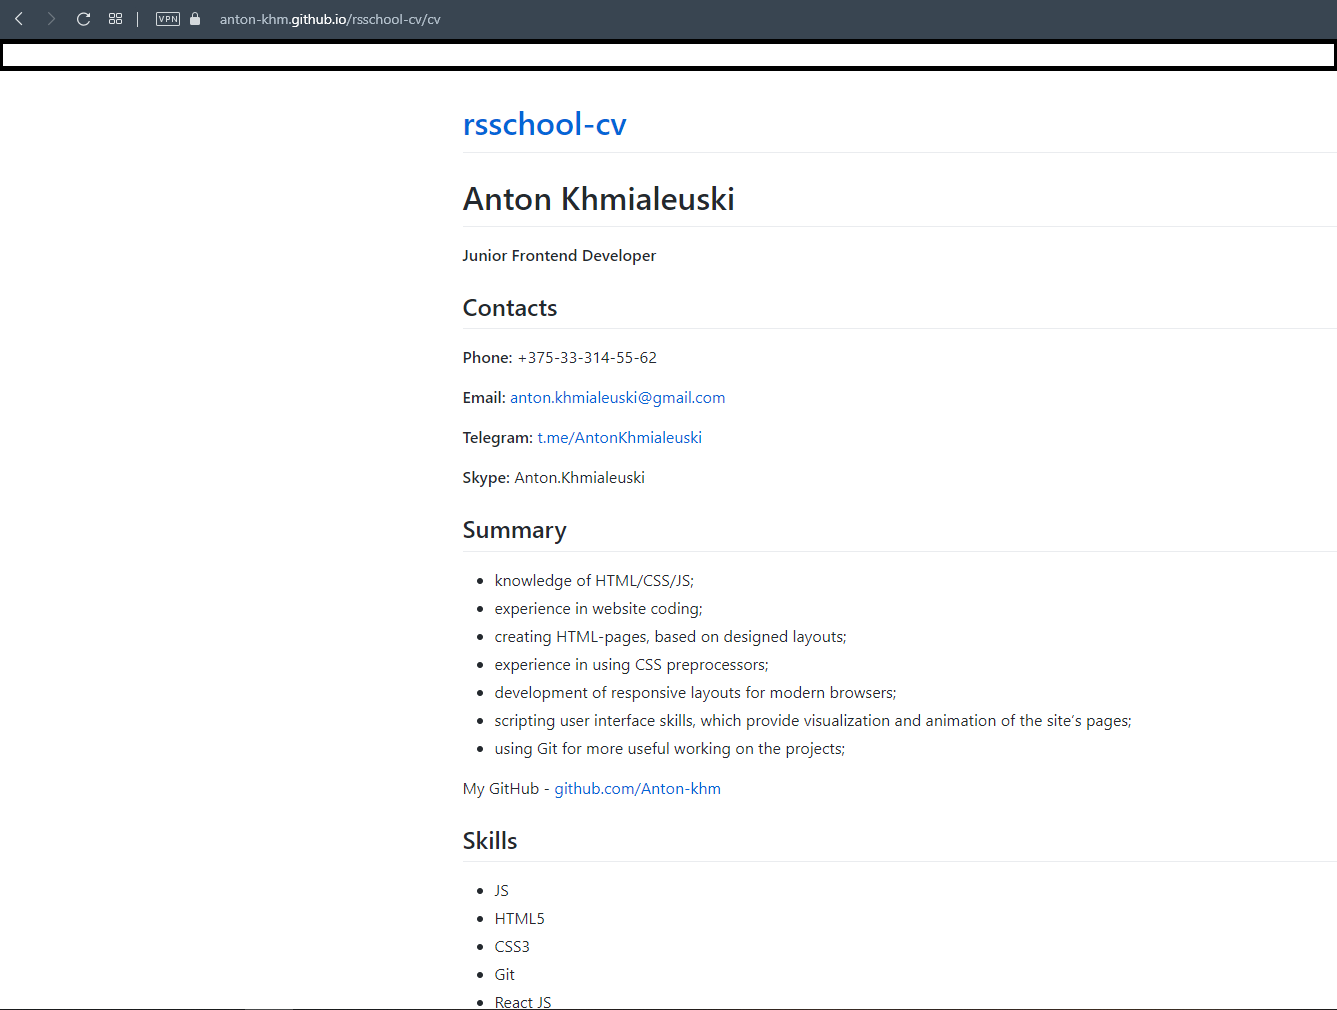 VPN anton-khm.github.io/rsschool-cv/cv
rsschool-cv
Anton Khmialeuski
Junior Frontend Developer
Contacts
Phone: +375-33-314-55-62
Email: anton.khmialeuski@gmail.com
Telegram: t.me/AntonKhmialeuski
Skype: Anton.Khmialeuski
Summary
• knowledge of HTML/CSS/JS;
• experience in website coding;
• creating HTML-pages, based on designed layouts;
• experience in using CSS preprocessors;
• development of responsive layouts for modern browsers;
• scripting user interface skills, which provide visualization and animation of the site’s pages;
• using Git for more useful working on the projects;
My GitHub - github.com/Anton-khm
Skills
• JS
• HTML5
• CSS3
• Git
• React JS